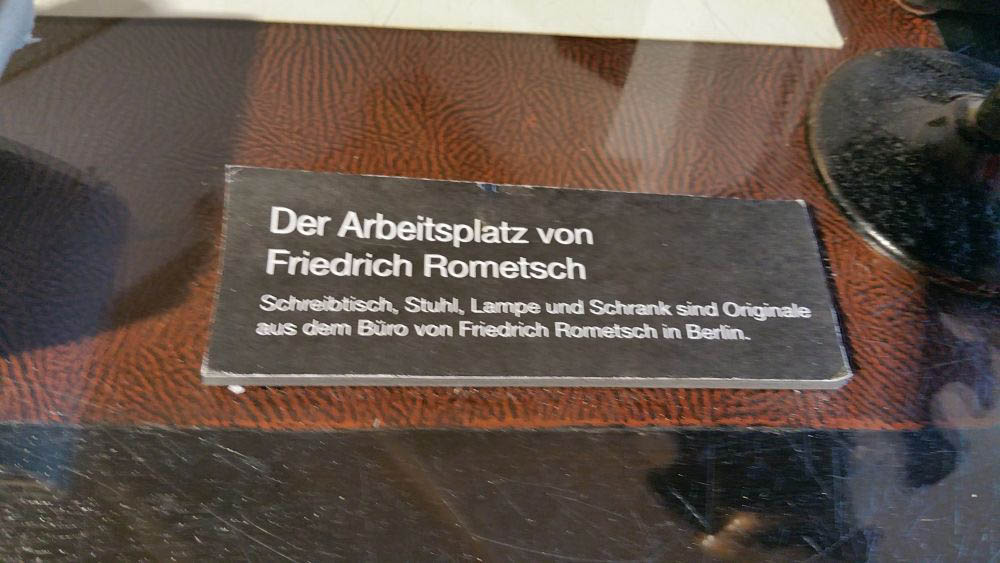 Der Arbeitsplatz von
Friedrich Rometsch
Schreibtisch, Stuhl, Lampe und Schrank sind Originale
aus dem Büro von Friedrich Rometsch in Berlin.